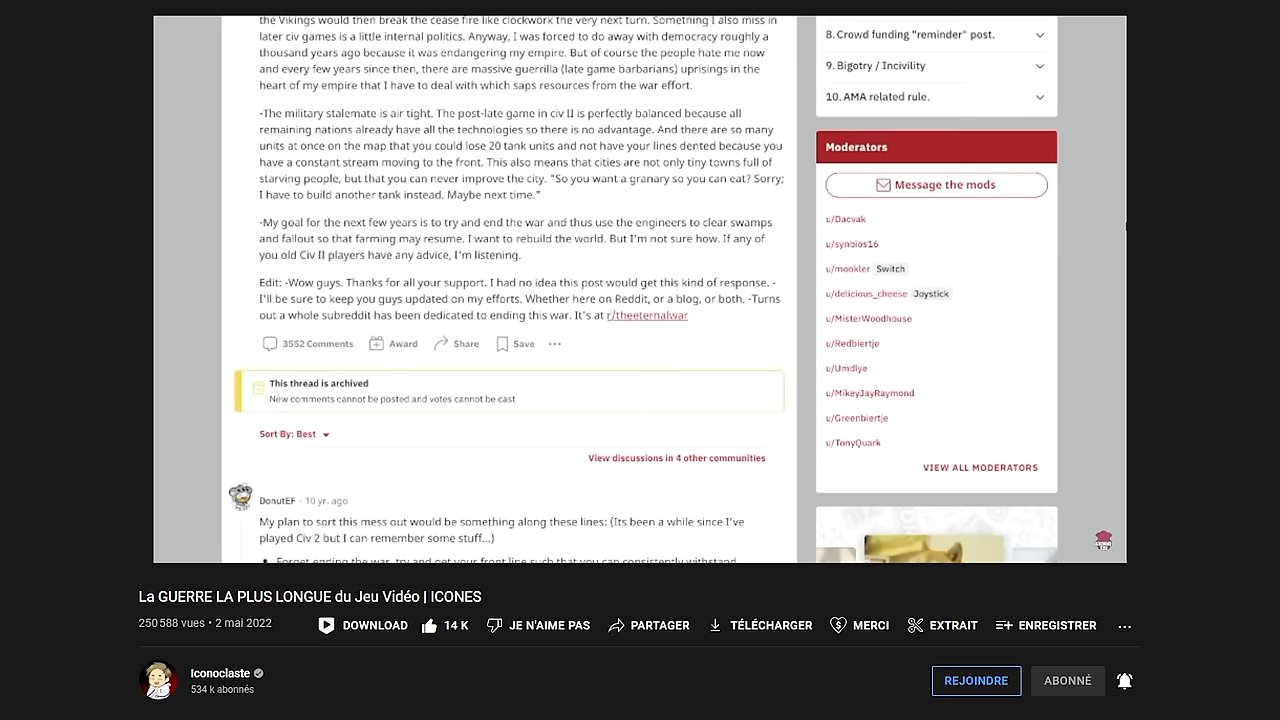 the Vikings would then break the cease fire like clockwork the very next turn. Something I also miss in
later civ games is a little internal politics. Anyway, I was forced to do away with democracy roughly a
thousand years ago because it was endangering my empire. But of course the people hate me now
and every few years since then, there are massive guerrilla (late game barbarians) uprisings in the
heart of my empire that I have to deal with which saps resources from the war effort.
-The military stalemate is air tight. The post-late game in civ II is perfectly balanced because all
remaining nations already have all the technologies so there is no advantage. And there are so many
units at once on the map that you could lose 20 tank units and not have your lines dented because you
have a constant stream moving to the front. This also means that cities are not only tiny towns full of
starving people, but that you can never improve the city. "So you want a granary so you can eat? Sorry;
I have to build another tank instead. Maybe next time."
-My goal for the next few years is to try and end the war and thus use the engineers to clear swamps
and fallout so that farming may resume. I want to rebuild the world. But I'm not sure how. If any of
you old Civ II players have any advice, I'm listening.
Edit: -Wow guys. Thanks for all your support. I had no idea this post would get this kind of response. -
I'll be sure to keep you guys updated on my efforts. Whether here on Reddit, or a blog, or both. -Turns
out a whole subreddit has been dedicated to ending this war. It's at r/theeternalwar
3552 Comments Award Share Save ...
This thread is archived
New comments cannot be posted and votes cannot be cast
Sort By: Best
View discussions in 4 other communities
DonutEF · 10 yr. ago
My plan to sort this mess out would be something along these lines: (Its been a while since I've
played Civ 2 but I can remember some stuff...)
• Forget ending the war, try and get your front line such that you can consistently withstand
8. Crowd funding "reminder" post.
9. Bigotry / Incivility
10. AMA related rule.
Moderators
Message the mods
u/Dacvak
u/synbios16
u/mookler Switch
u/delicious_cheese Joystick
u/MisterWoodhouse
u/Redbiertje
u/Umdlye
u/MikeyJayRaymond
u/Greenbiertje
u/TonyQuark
VIEW ALL MODERATORS
La GUERRE LA PLUS LONGUE du Jeu Vidéo | ICONES
250 588 vues • 2 mai 2022 DOWNLOAD 14 K JE N'AIME PAS PARTAGER TÉLÉCHARGER MERCI EXTRAIT ENREGISTRER ...
Iconoclaste
534 k abonnés
REJOINDRE ABONNÉ